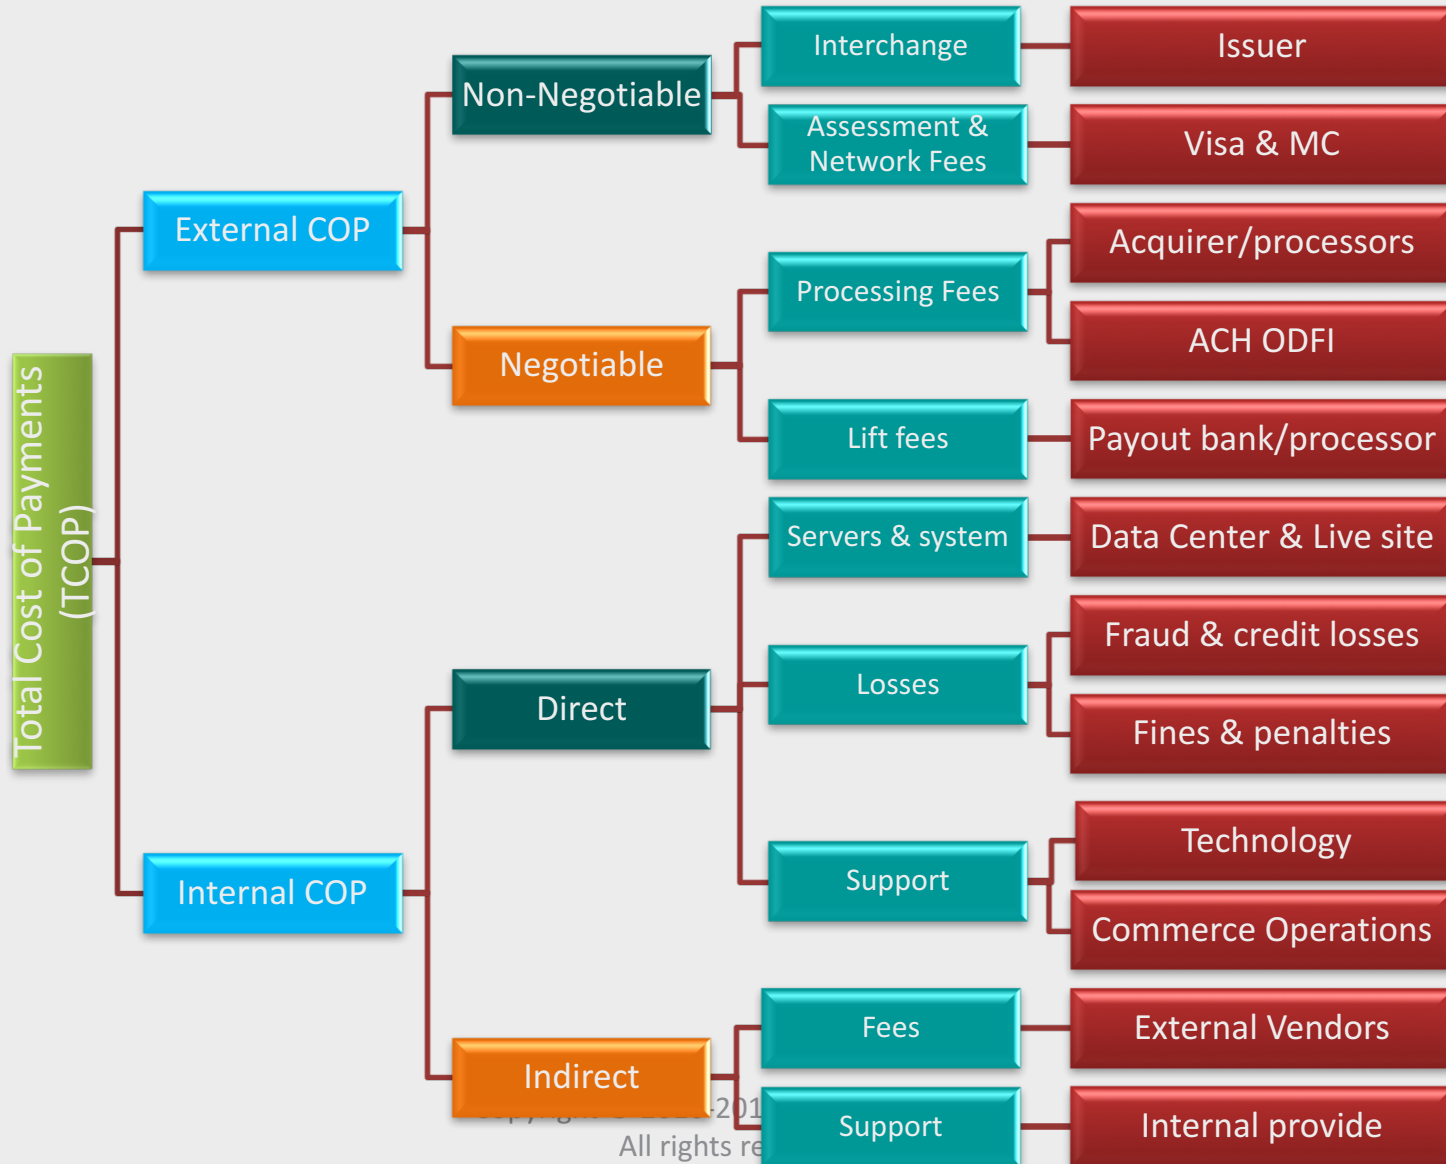 Total Cost of Payments
(TCOP)
External COP
Non-Negotiable
Interchange
Issuer
Assessment &
Network Fees
Visa & MC
Negotiable
Processing Fees
Acquirer/processors
ACH ODFI
Lift fees
Payout bank/processor
Internal COP
Direct
Servers & system
Data Center & Live site
Losses
Fraud & credit losses
Fines & penalties
Support
Technology
Commerce Operations
Indirect
Fees
External Vendors
Support
Internal provide
All rights